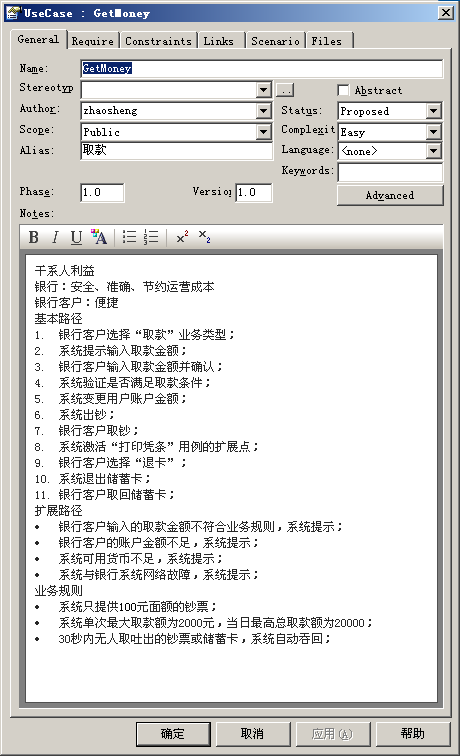 UseCase : GetMoney
General Require Constraints Links Scenario Files
Name: GetMoney
Stereotyp .. Abstract
Author: zhaosheng Status: Proposed
Scope: Public Complexit Easy
Alias: 取款 Language: <none>
Keywords:
Phase: 1.0 Version 1.0 Advanced
Notes:
B I U A x² x₂
干系人利益
银行：安全、准确、节约运营成本
银行客户：便捷
基本路径
1. 银行客户选择“取款”业务类型；
2. 系统提示输入取款金额；
3. 银行客户输入取款金额并确认；
4. 系统验证是否满足取款条件；
5. 系统变更用户账户金额；
6. 系统出钞；
7. 银行客户取钞；
8. 系统激活“打印凭条”用例的扩展点；
9. 银行客户选择“退卡”；
10. 系统退出储蓄卡；
11. 银行客户取回储蓄卡；
扩展路径
• 银行客户输入的取款金额不符合业务规则，系统提示；
• 银行客户的账户金额不足，系统提示；
• 系统可用货币不足，系统提示；
• 系统与银行系统网络故障，系统提示；
业务规则
• 系统只提供100元面额的钞票；
• 系统单次最大取款额为2000元，当日最高总取款额为20000；
• 30秒内无人取吐出的钞票或储蓄卡，系统自动吞回；
确定 取消 应用(A) 帮助